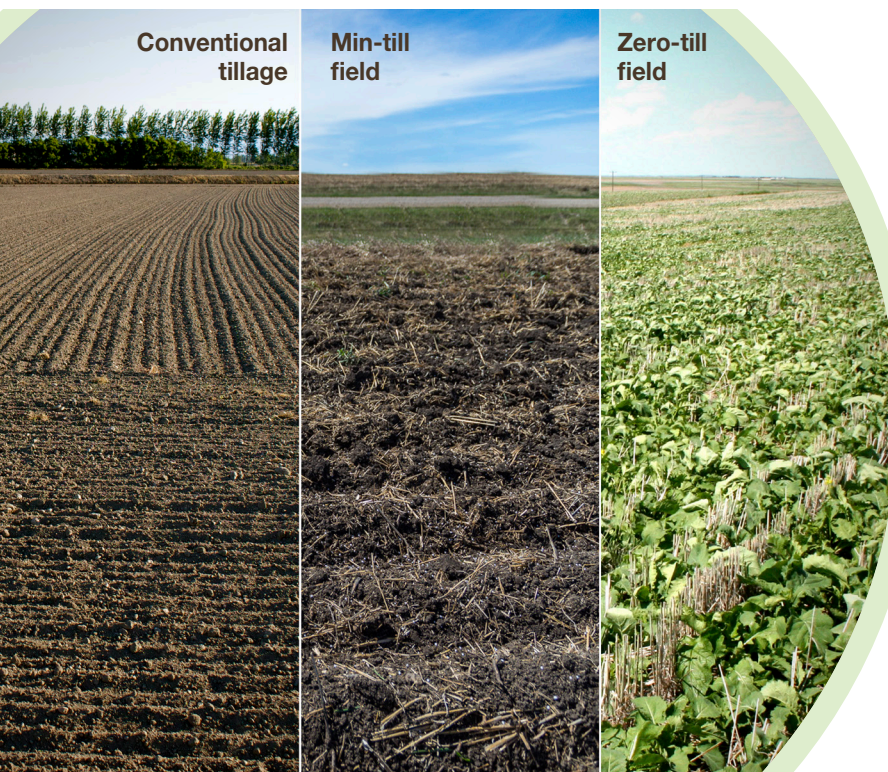 Conventional
tillage
Min-till
field
Zero-till
field